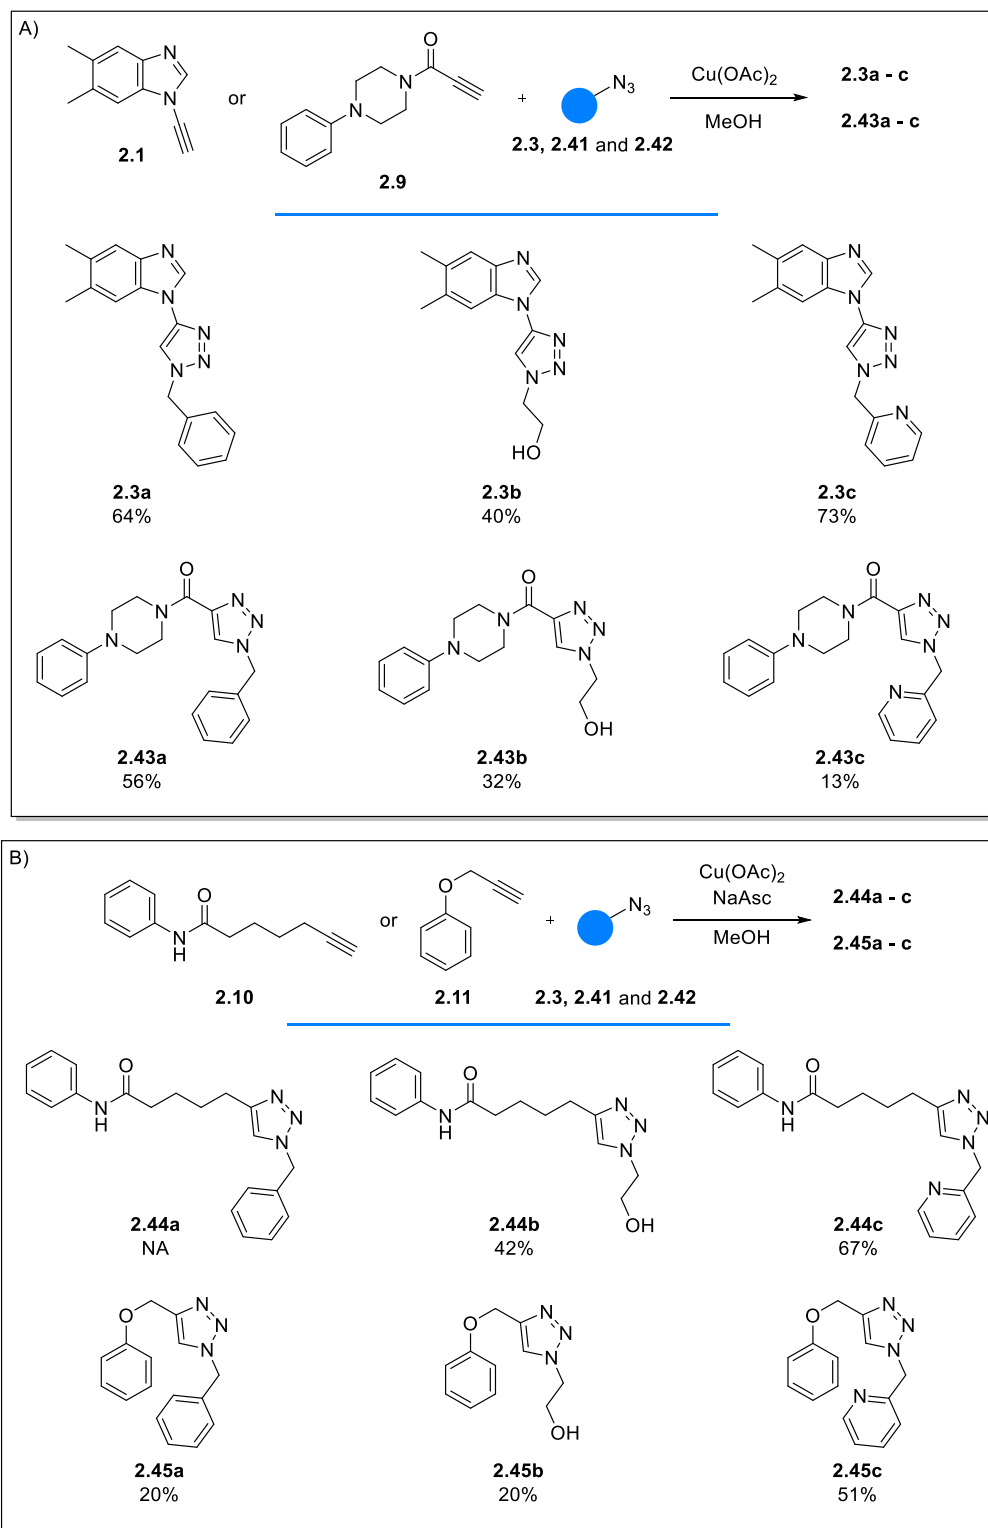 A)
or
+
N3
Cu(OAc)2
MeOH
2.3a - c
2.43a - c
N
N
O
N
N
2.1
2.9
2.3, 2.41 and 2.42
N
N
N
N
N
N
N
N
N
N
HO
N
N
N
N
N
N
2.3a
64%
2.3b
40%
2.3c
73%
O
N
N
N
N
N
O
N
N
N
N
N
OH
O
N
N
N
N
N
N
2.43a
56%
2.43b
32%
2.43c
13%
B)
O
N
H
or
O
+
N3
Cu(OAc)2
NaAsc
MeOH
2.44a - c
2.45a - c
2.10
2.11
2.3, 2.41 and 2.42
O
N
H
N
N
N
O
N
H
N
N
N
OH
O
N
H
N
N
N
N
2.44a
NA
2.44b
42%
2.44c
67%
O
N
N
N
O
N
N
N
OH
O
N
N
N
N
2.45a
20%
2.45b
20%
2.45c
51%